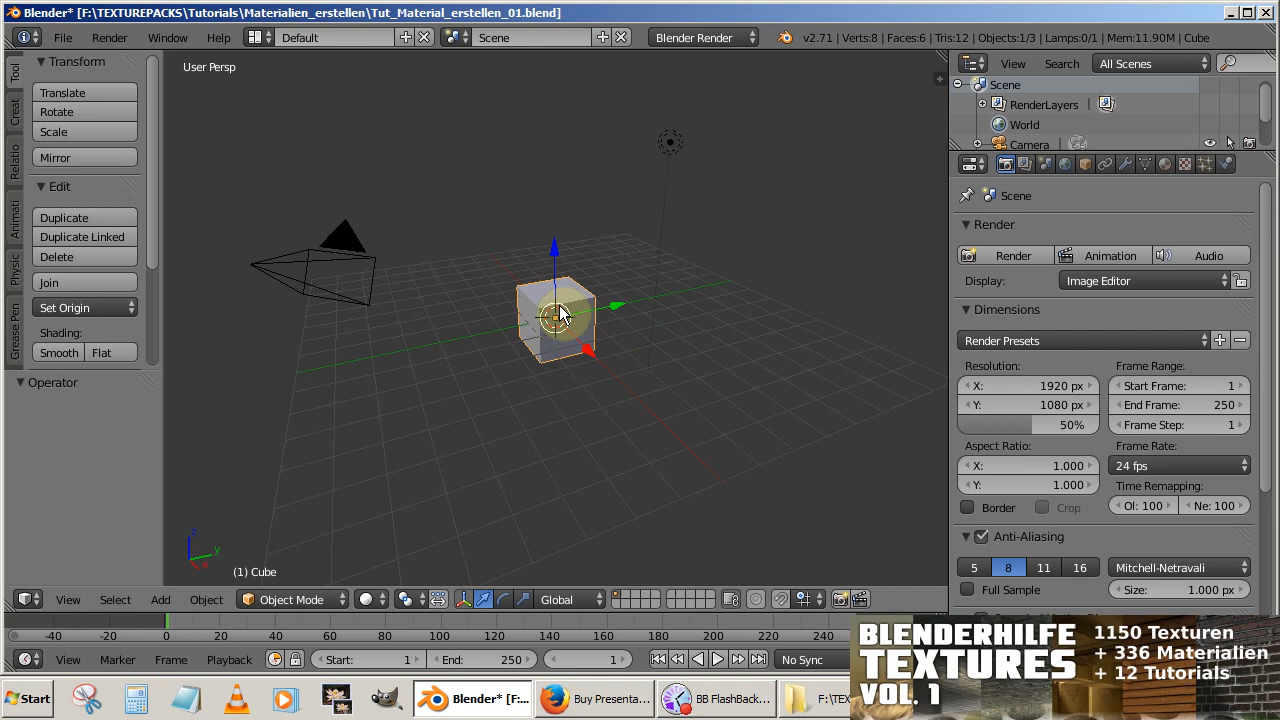 Blender* [F:\TEXTUREPACKS\Tutorials\Materialien_erstellen\Tut_Material_erstellen_01.blend]
File Render Window Help Default Scene Blender Render v2.71 | Verts:8 | Faces:6 | Tris:12 | Objects:1/3 | Lamps:0/1 | Mem:11.90M | Cube
Tool
Creat
Relatio
Animati
Physic
Grease Pen
Transform
Translate
Rotate
Scale
Mirror
Edit
Duplicate
Duplicate Linked
Delete
Join
Set Origin
Shading:
Smooth Flat
Operator
User Persp
z
y
x
(1) Cube
View Select Add Object Object Mode Global
View Search All Scenes
Scene
RenderLayers
World
Camera
Scene
Render
Render Animation Audio
Display: Image Editor
Dimensions
Render Presets
Resolution: Frame Range:
X: 1920 px Start Frame: 1
Y: 1080 px End Frame: 250
50% Frame Step: 1
Aspect Ratio: Frame Rate:
X: 1.000 24 fps
Y: 1.000 Time Remapping:
Border Crop Ol: 100 Ne: 100
Anti-Aliasing
5 8 11 16 Mitchell-Netravali
Full Sample Size: 1.000 px
-40 -20 0 20 40 60 80 100 120 140 160 180 200 220 240
View Marker Frame Playback Start: 1 End: 250 1 No Sync
Start Blender* [F:... Buy Presenta... BB FlashBack... F:\TEX
BLENDERHILFE
TEXTURES
VOL. 1
1150 Texturen
+ 336 Materialien
+ 12 Tutorials